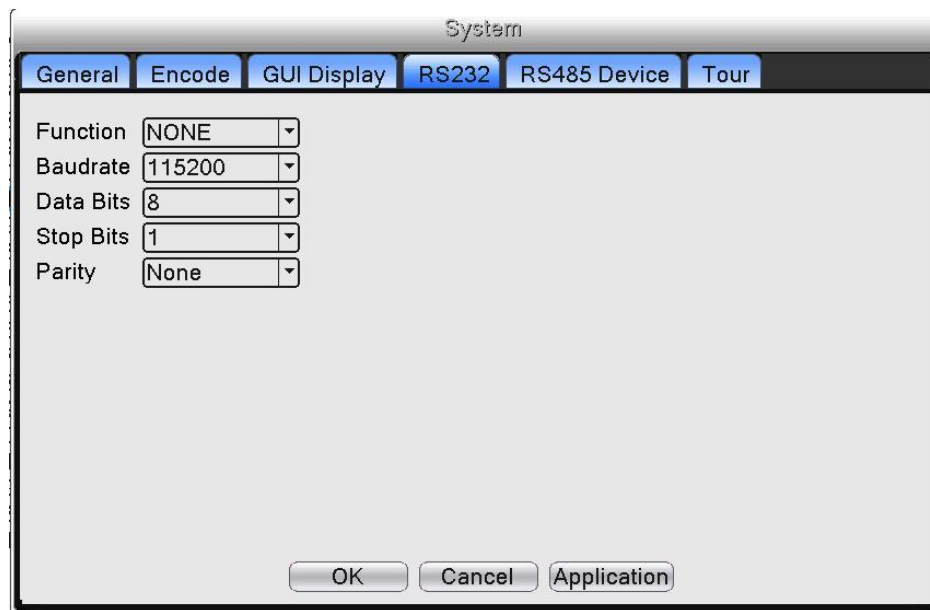 System
General Encode GUI Display RS232 RS485 Device Tour
Function NONE
Baudrate 115200
Data Bits 8
Stop Bits 1
Parity None
OK Cancel Application